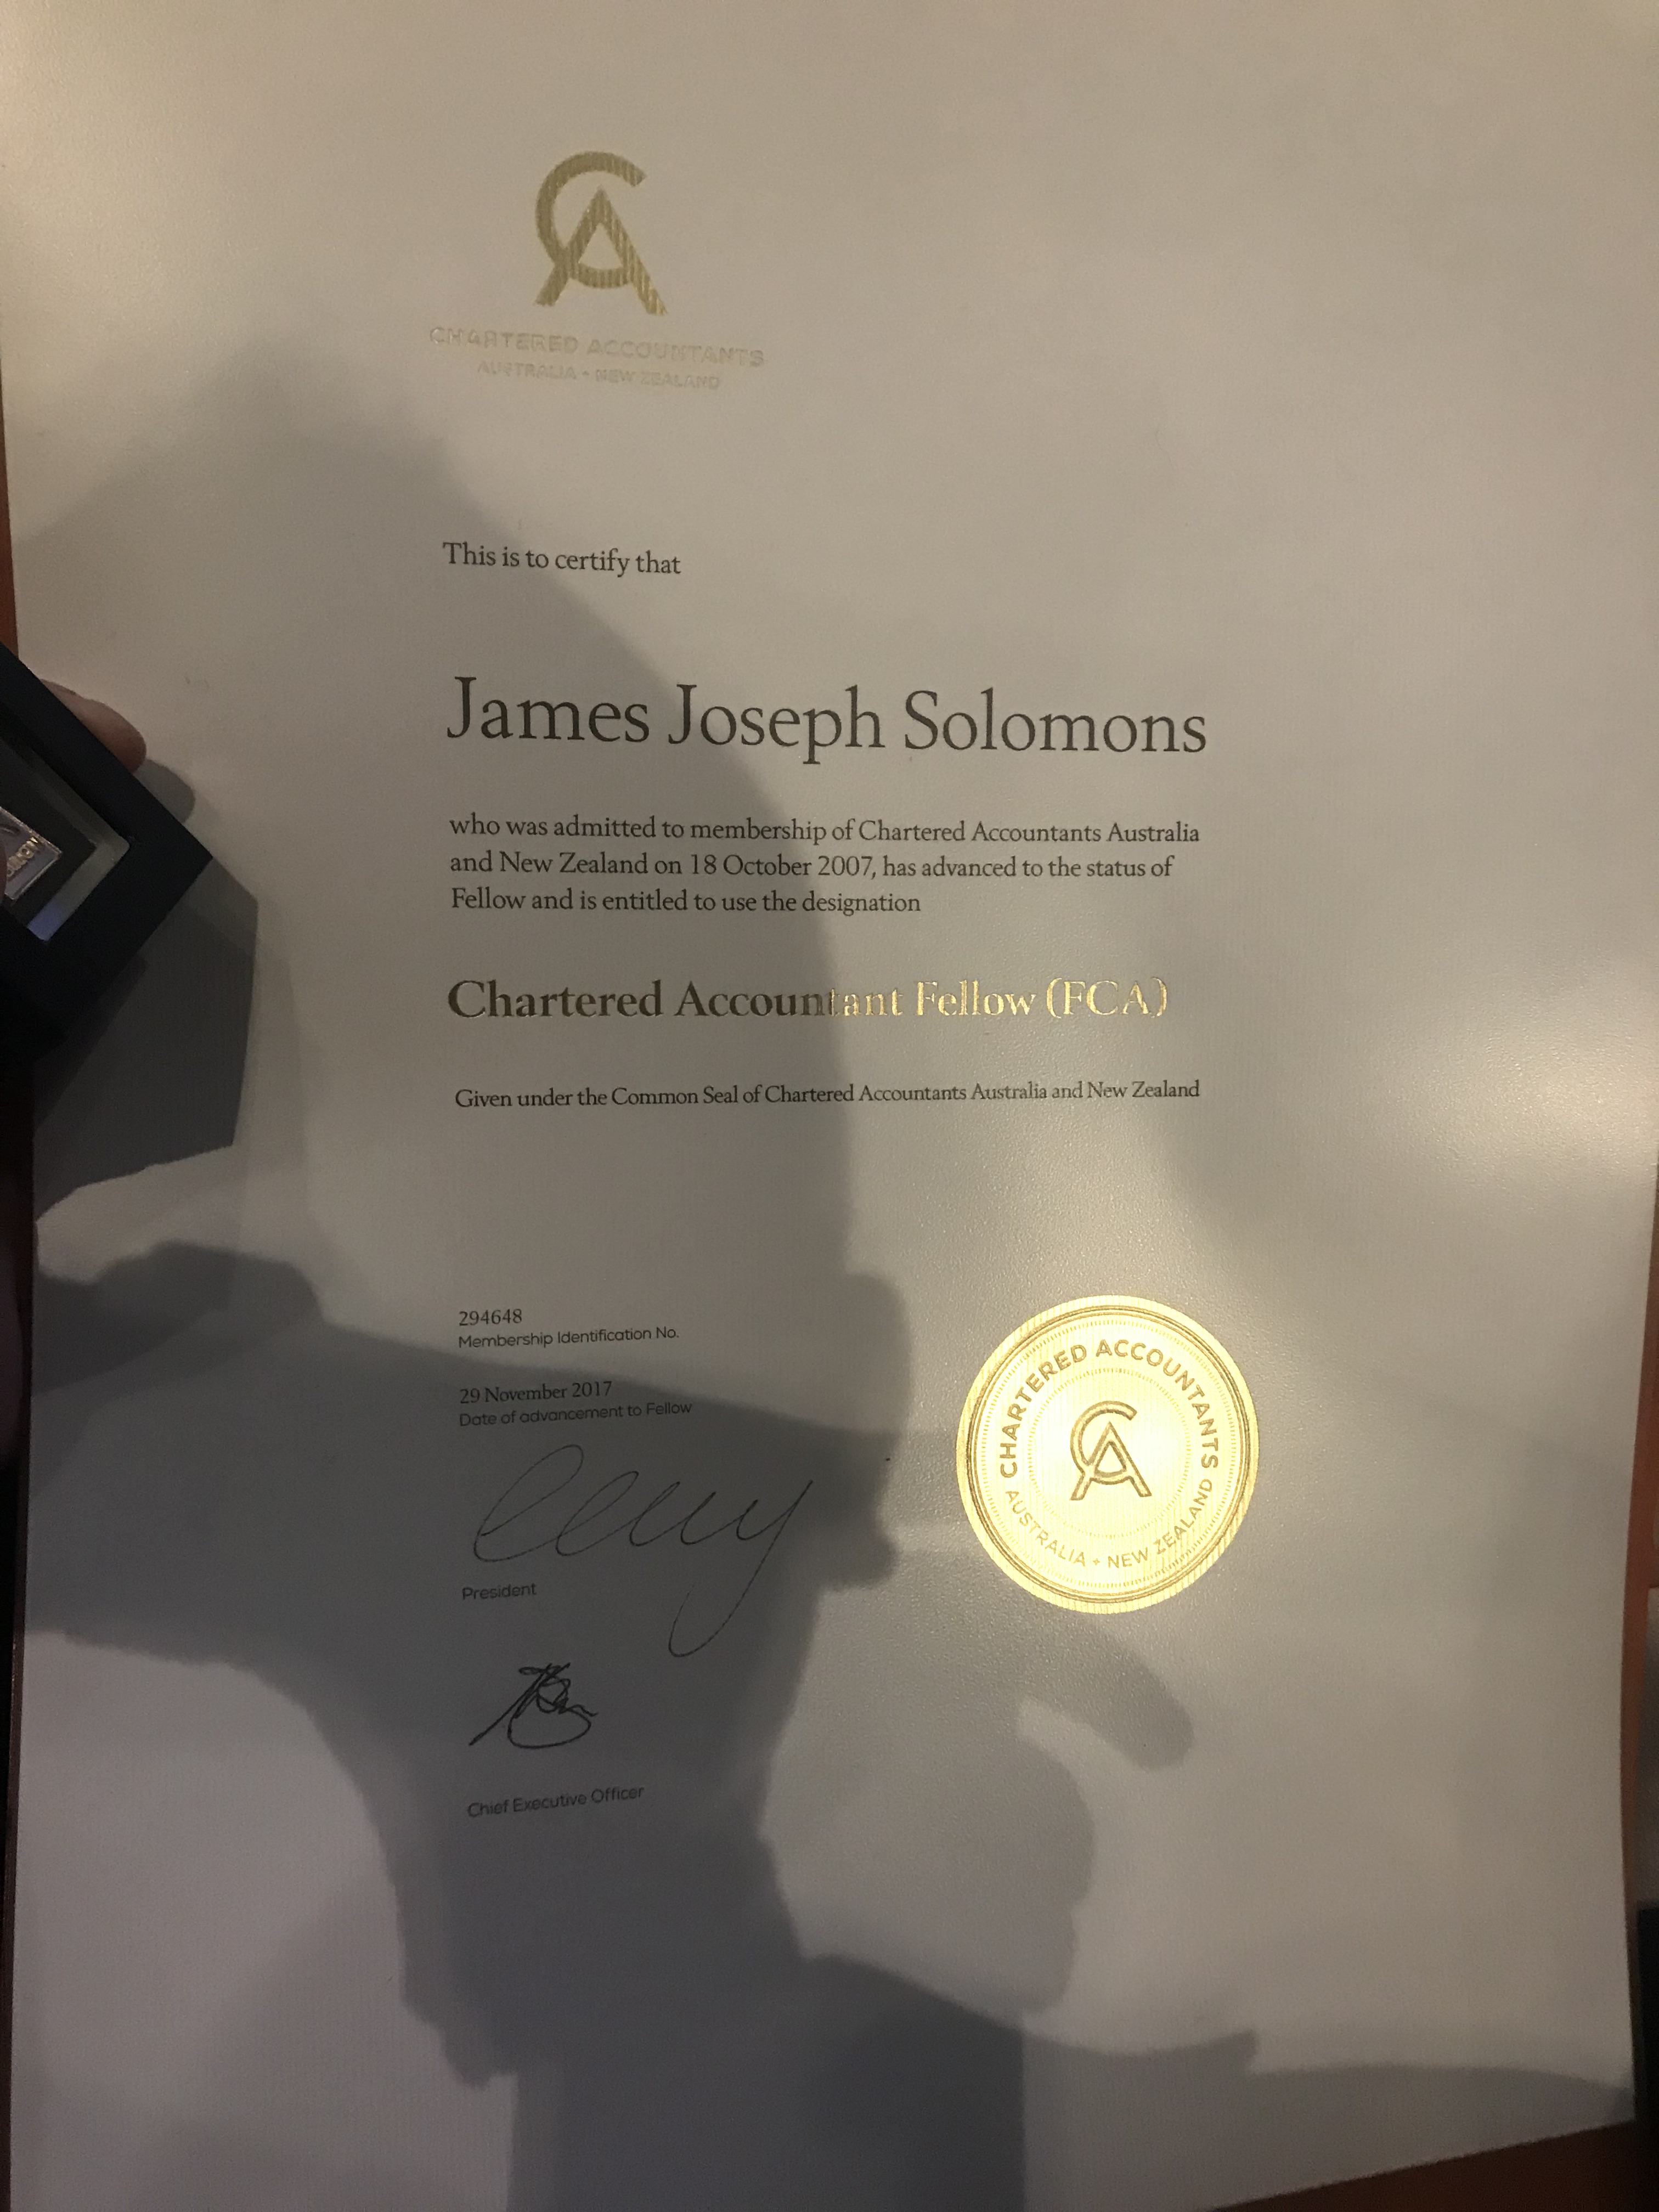 CA
CHARTERED ACCOUNTANTS
AUSTRALIA • NEW ZEALAND
This is to certify that
James Joseph Solomons
who was admitted to membership of Chartered Accountants Australia
and New Zealand on 18 October 2007, has advanced to the status of
Fellow and is entitled to use the designation
Chartered Accountant Fellow (FCA)
Given under the Common Seal of Chartered Accountants Australia and New Zealand
294648
Membership Identification No.
29 November 2017
Date of advancement to Fellow
President
Chief Executive Officer
CHARTERED ACCOUNTANTS
CA
AUSTRALIA • NEW ZEALAND